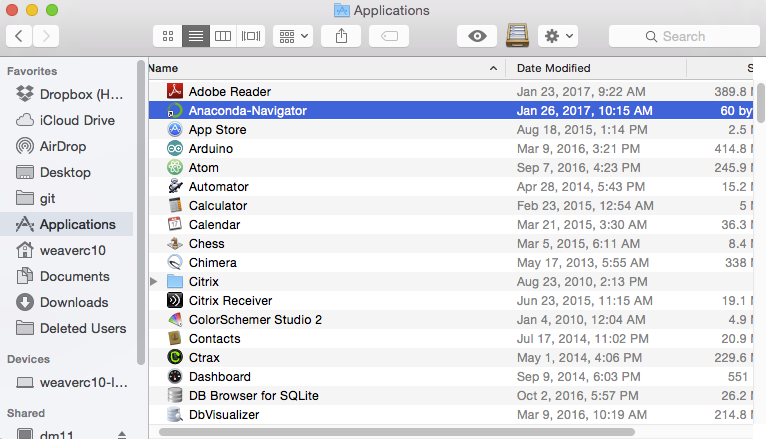 Applications
Search
Favorites
Dropbox (H…
iCloud Drive
AirDrop
Desktop
git
Applications
weaverc10
Documents
Downloads
Deleted Users
Devices
weaverc10-l…
Shared
dm11
Name Date Modified S
Adobe Reader Jan 23, 2017, 9:22 AM 389.8 M
Anaconda-Navigator Jan 26, 2017, 10:15 AM 60 by
App Store Aug 18, 2015, 1:14 PM 2.5 M
Arduino Mar 9, 2016, 3:21 PM 414.8 M
Atom Sep 7, 2016, 4:23 PM 245.9 M
Automator Apr 28, 2014, 5:43 PM 15.2 M
Calculator Feb 23, 2015, 12:54 AM 5 M
Calendar Mar 21, 2015, 3:30 AM 36.3 M
Chess Mar 5, 2015, 6:11 AM 8.4 M
Chimera May 17, 2013, 5:55 AM 338 M
Citrix Aug 23, 2010, 2:13 PM
Citrix Receiver Jun 23, 2015, 11:15 AM 19.1 M
ColorSchemer Studio 2 Jan 4, 2010, 12:04 AM 4.9 M
Contacts Jul 17, 2014, 11:02 PM 20.9 M
Ctrax May 1, 2014, 4:06 PM 229.6 M
Dashboard Sep 9, 2014, 6:03 PM 551
DB Browser for SQLite Oct 2, 2016, 5:57 PM 26.2 M
DbVisualizer Mar 9, 2016, 10:19 AM 214.8 M